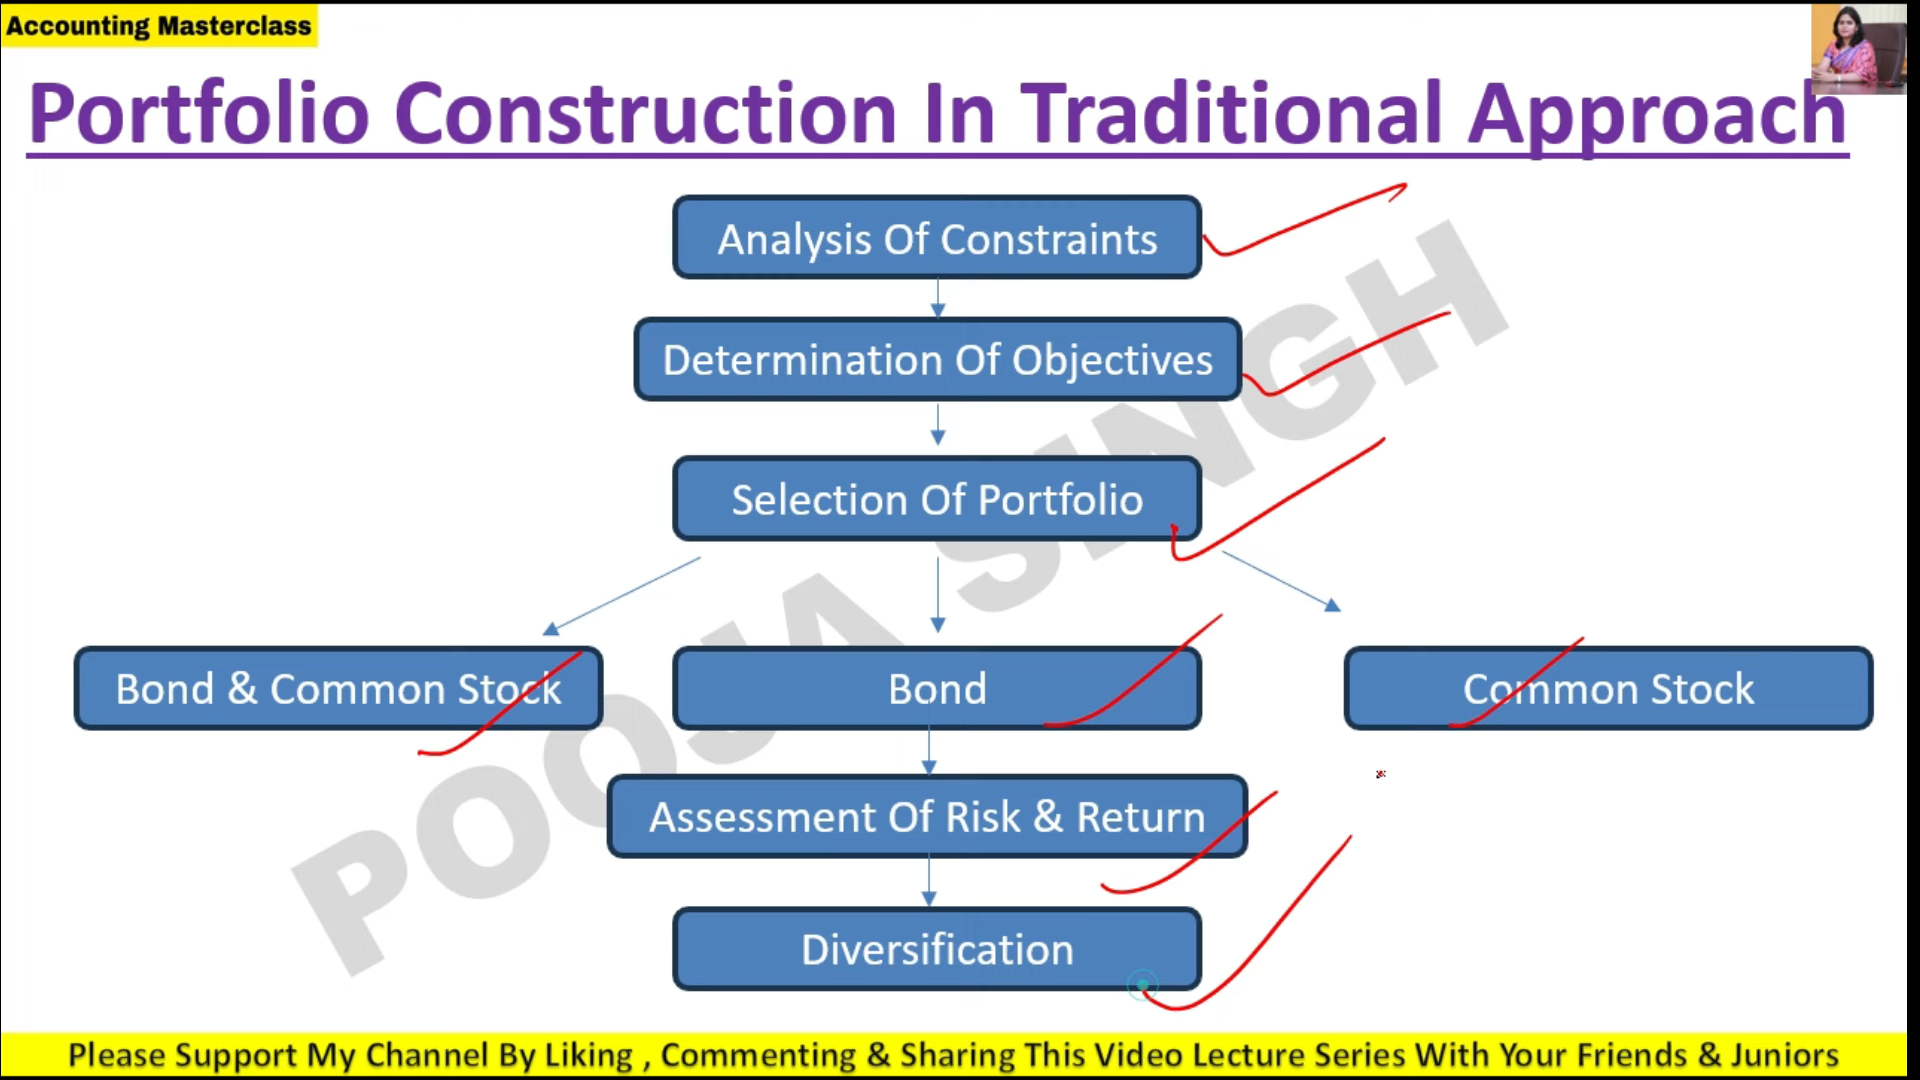 Accounting Masterclass
Portfolio Construction In Traditional Approach
Analysis Of Constraints
Determination Of Objectives
Selection Of Portfolio
Bond & Common Stock
Bond
Common Stock
Assessment Of Risk & Return
Diversification
POOJA SINGH
Please Support My Channel By Liking , Commenting & Sharing This Video Lecture Series With Your Friends & Juniors